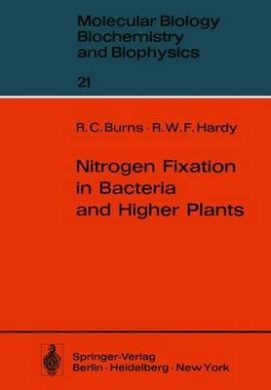 Molecular Biology
Biochemistry
and Biophysics
21
R.C. Burns · R.W.F. Hardy
Nitrogen Fixation
in Bacteria
and Higher Plants
Springer-Verlag
Berlin · Heidelberg · New York